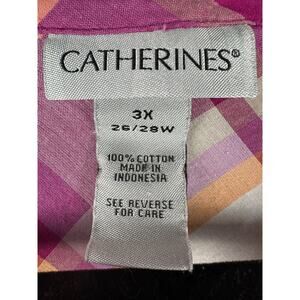 CATHERINES®
3X
26/28W
100% COTTON
MADE IN
INDONESIA
SEE REVERSE
FOR CARE